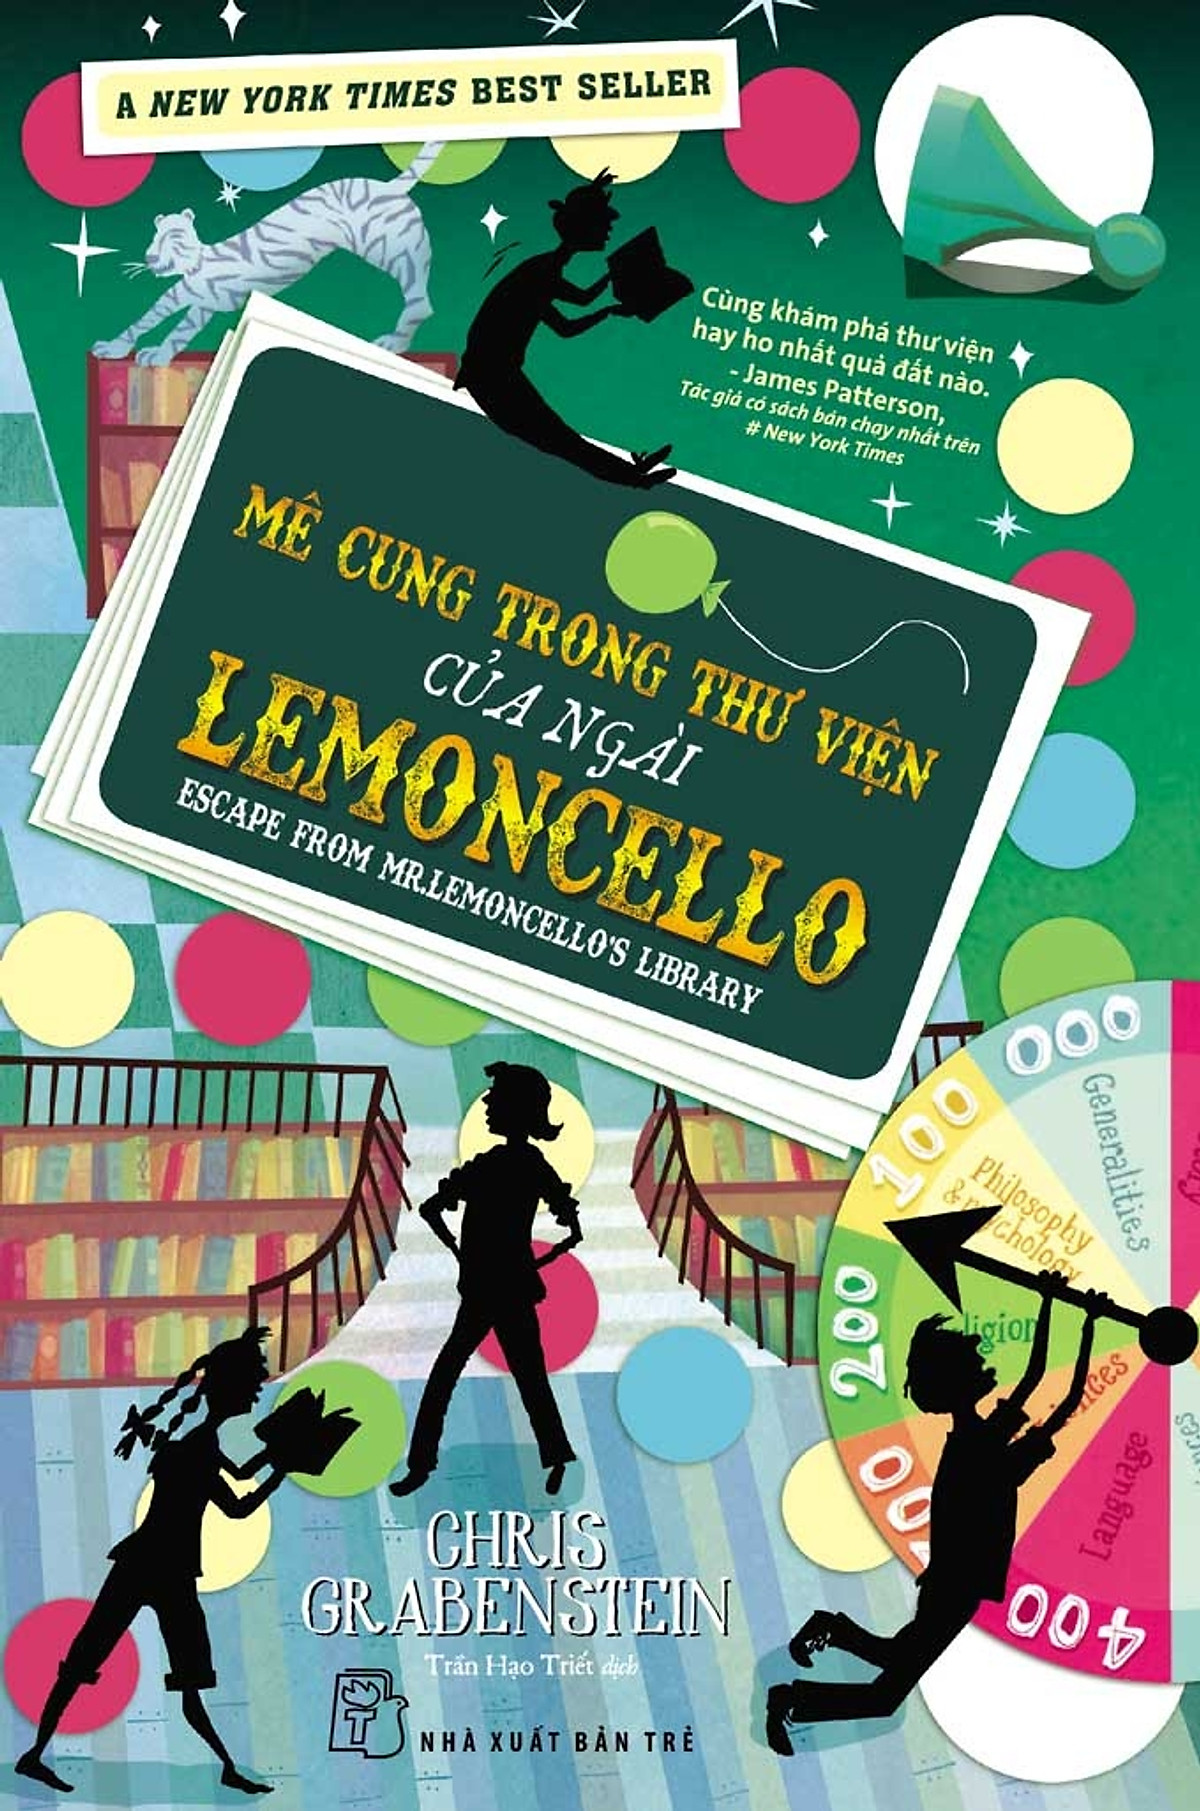 A NEW YORK TIMES BEST SELLER
Cùng khám phá thư viện
hay ho nhất quả đất nào.
- James Patterson,
Tác giả có sách bán chạy nhất trên
# New York Times
MÊ CUNG TRONG THƯ VIỆN
CỦA NGÀI
LEMONCELLO
ESCAPE FROM MR.LEMONCELLO'S LIBRARY
000
Generalities
100
Philosophy
& psychology
200
ligion
300
400
Language
CHRIS
GRABENSTEIN
Trần Hạo Triết dịch
NHÀ XUẤT BẢN TRẺ